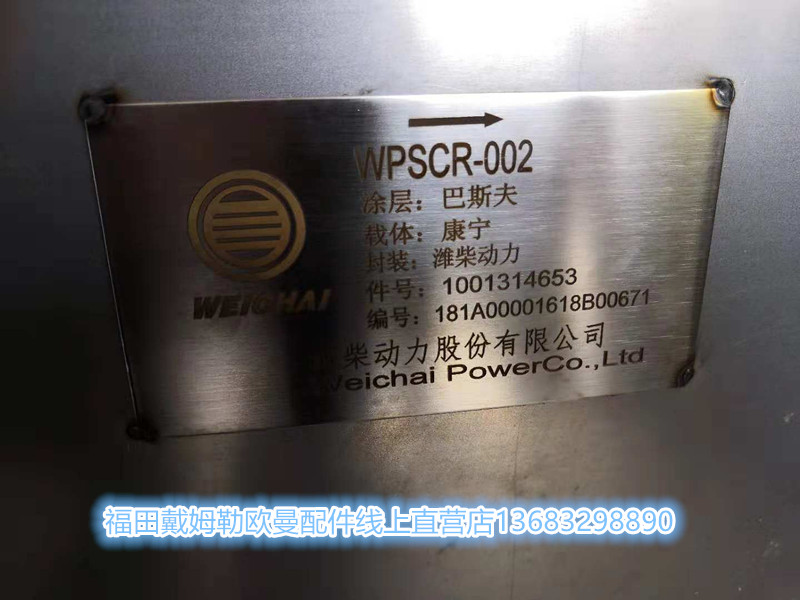 WPSCR-002
涂层：巴斯夫
载体：康宁
封装：潍柴动力
件号：1001314653
编号：181A00001618B00671
WEICHAI
柴动力股份有限公司
Weichai PowerCo.,Ltd
福田戴姆勒欧曼配件线上直营店13683298890